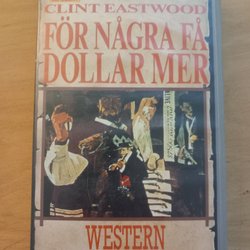 CLINT EASTWOOD
FÖR NÅGRA FÅ
DOLLAR MER
WESTERN